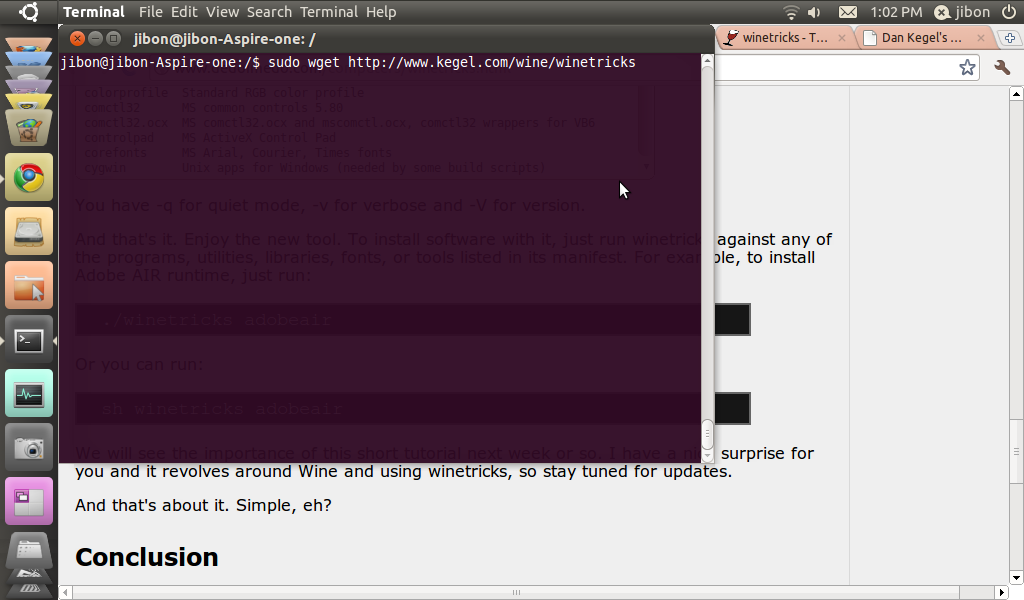 Terminal File Edit View Search Terminal Help 1:02 PM jibon
jibon@jibon-Aspire-one: /
winetricks - T...
Dan Kegel's ...
jibon@jibon-Aspire-one:/$ sudo wget http://www.kegel.com/wine/winetricks
colorprofile Standard RGB color profile
comctl32 MS common controls 5.80
comctl32.ocx MS comctl32.ocx and mscomctl.ocx, comctl32 wrappers for VB6
controlpad MS ActiveX Control Pad
corefonts MS Arial, Courier, Times fonts
cygwin Unix apps for Windows (needed by some build scripts)
You have -q for quiet mode, -v for verbose and -V for version.
And that's it. Enjoy the new tool. To install software with it, just run winetricks against any of
the programs, utilities, libraries, fonts, or tools listed in its manifest. For example, to install
Adobe AIR runtime, just run:
./winetricks adobeair
Or you can run:
sh winetricks adobeair
We will see the importance of this short tutorial next week or so. I have a nice surprise for
you and it revolves around Wine and using winetricks, so stay tuned for updates.
And that's about it. Simple, eh?
Conclusion